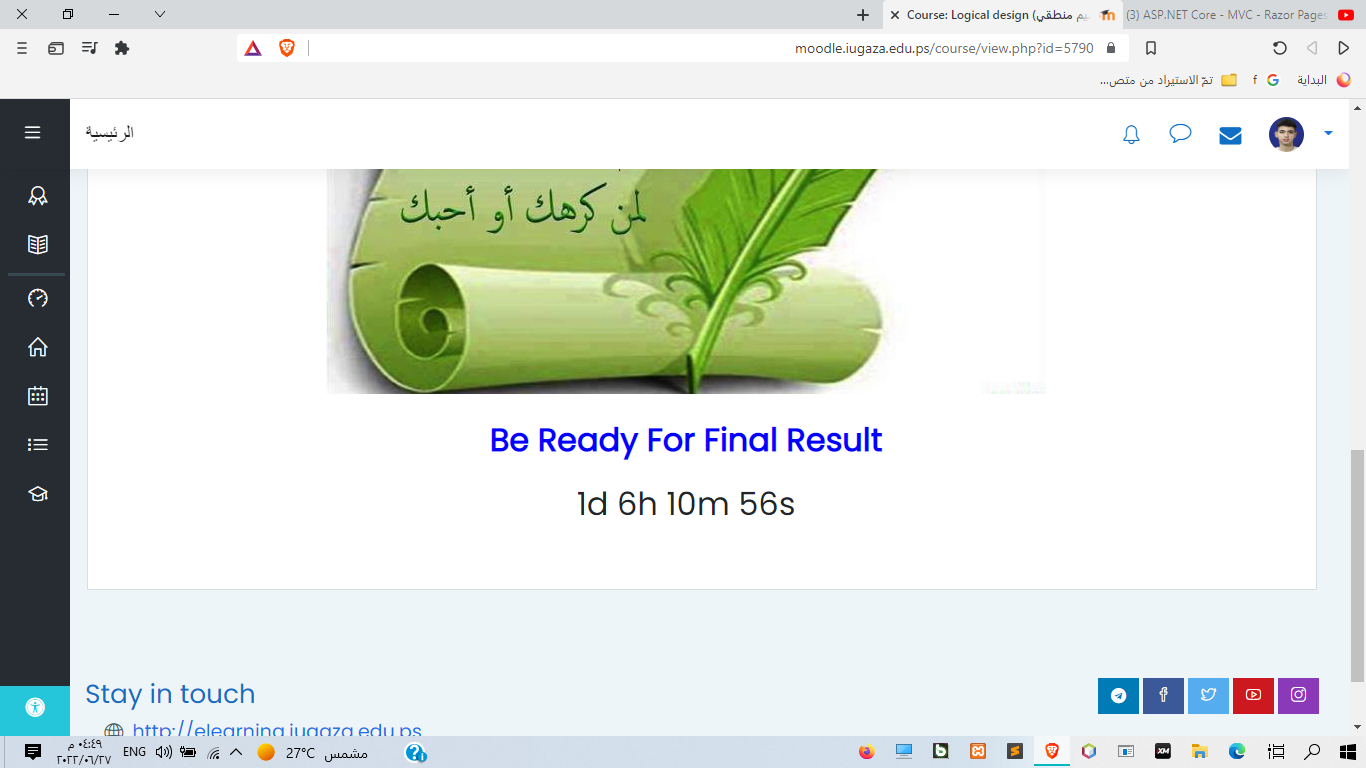 Course: Logical design (يم منطقي
(3) ASP.NET Core - MVC - Razor Pages
moodle.iugaza.edu.ps/course/view.php?id=5790
تمّ الاستيراد من متص...
f
البداية
الرئيسية
لمن كرهك أو أحبك
Be Ready For Final Result
1d 6h 10m 56s
Stay in touch
http://elearning.iugaza.edu.ps
٠٤:٤٩ م
٢٠٢٢/٠٦/٢٧
ENG
27°C مشمس